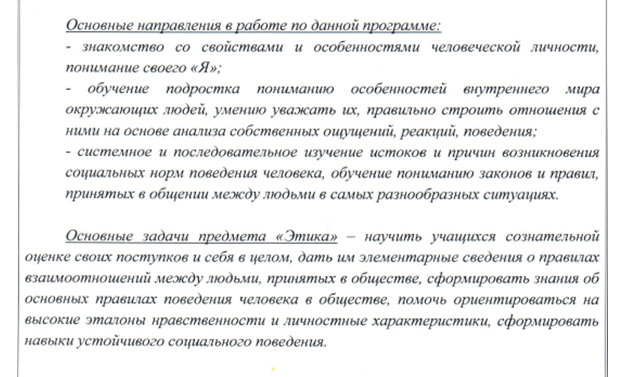 Основные направления в работе по данной программе:
- знакомство со свойствами и особенностями человеческой личности,
понимание своего «Я»;
- обучение подростка пониманию особенностей внутреннего мира
окружающих людей, умению уважать их, правильно строить отношения с
ними на основе анализа собственных ощущений, реакций, поведения;
- системное и последовательное изучение истоков и причин возникновения
социальных норм поведения человека, обучение пониманию законов и правил,
принятых в общении между людьми в самых разнообразных ситуациях.
Основные задачи предмета «Этика» – научить учащихся сознательной
оценке своих поступков и себя в целом, дать им элементарные сведения о правилах
взаимоотношений между людьми, принятых в обществе, сформировать знания об
основных правилах поведения человека в обществе, помочь ориентироваться на
высокие эталоны нравственности и личностные характеристики, сформировать
навыки устойчивого социального поведения.